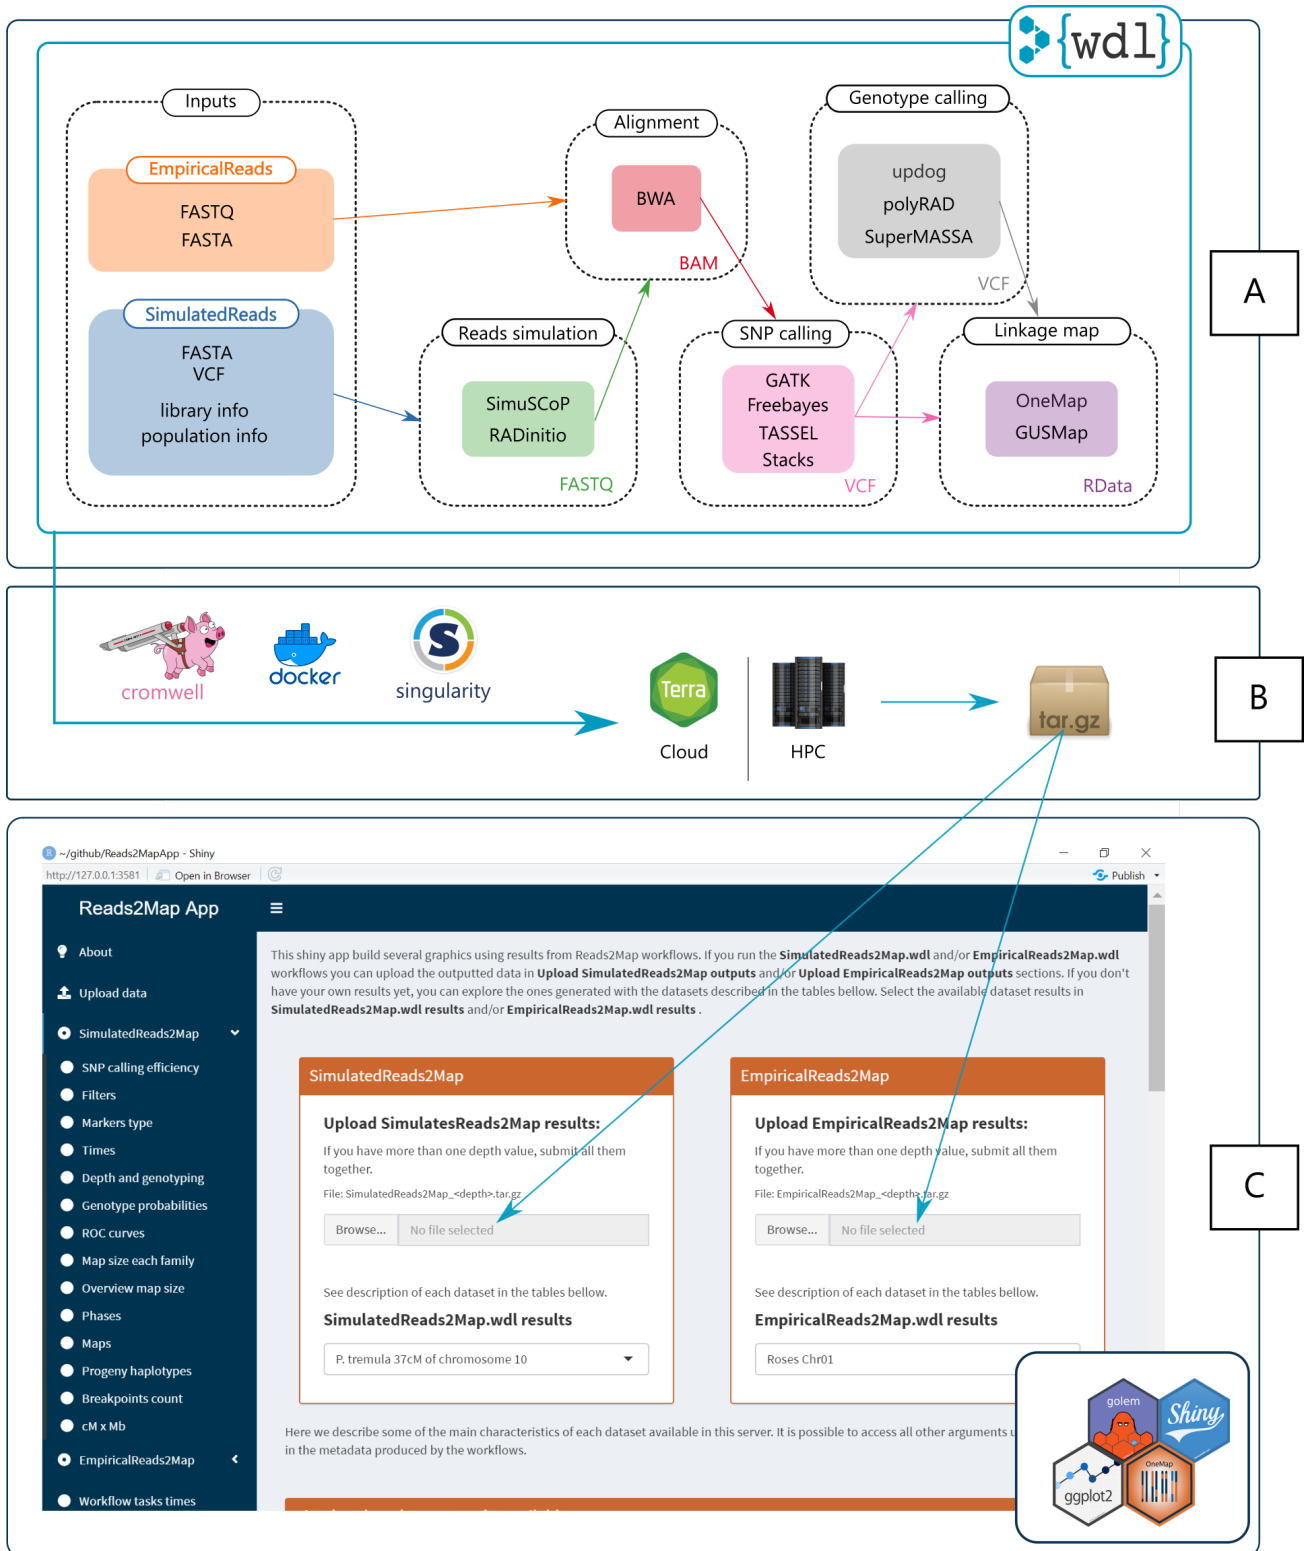 {wdl}
Inputs
EmpiricalReads
FASTQ
FASTA
SimulatedReads
FASTA
VCF
library info
population info
Reads simulation
SimuSCoP
RADinitio
FASTQ
Alignment
BWA
BAM
SNP calling
GATK
Freebayes
TASSEL
Stacks
VCF
Genotype calling
updog
polyRAD
SuperMASSA
VCF
Linkage map
OneMap
GUSMap
RData
A
cromwell
docker
S
singularity
Terra
Cloud
HPC
tar.gz
B
R ~/github/Reads2MapApp - Shiny
http://127.0.0.1:3581 Open in Browser
Publish
Reads2Map App
About
Upload data
SimulatedReads2Map
SNP calling efficiency
Filters
Markers type
Times
Depth and genotyping
Genotype probabilities
ROC curves
Map size each family
Overview map size
Phases
Maps
Progeny haplotypes
Breakpoints count
cM x Mb
EmpiricalReads2Map
Workflow tasks times
This shiny app build several graphics using results from Reads2Map workflows. If you run the SimulatedReads2Map.wdl and/or EmpiricalReads2Map.wdl
workflows you can upload the outputted data in Upload SimulatedReads2Map outputs and/or Upload EmpiricalReads2Map outputs sections. If you don't
have your own results yet, you can explore the ones generated with the datasets described in the tables bellow. Select the available dataset results in
SimulatedReads2Map.wdl results and/or EmpiricalReads2Map.wdl results .
SimulatedReads2Map
Upload SimulatesReads2Map results:
If you have more than one depth value, submit all them
together.
File: SimulatedReads2Map_<depth>.tar.gz
Browse... No file selected
See description of each dataset in the tables bellow.
SimulatedReads2Map.wdl results
P. tremula 37cM of chromosome 10
EmpiricalReads2Map
Upload EmpiricalReads2Map results:
If you have more than one depth value, submit all them
together.
File: EmpiricalReads2Map_<depth>.tar.gz
Browse... No file selected
See description of each dataset in the tables bellow.
EmpiricalReads2Map.wdl results
Roses Chr01
Here we describe some of the main characteristics of each dataset available in this server. It is possible to access all other arguments
in the metadata produced by the workflows.
C
golem
Shiny
ggplot2
OneMap